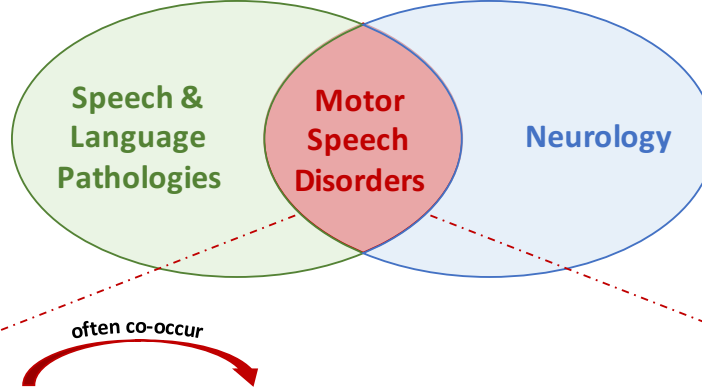 Speech &
Language
Pathologies
Motor
Speech
Disorders
Neurology
often co-occur